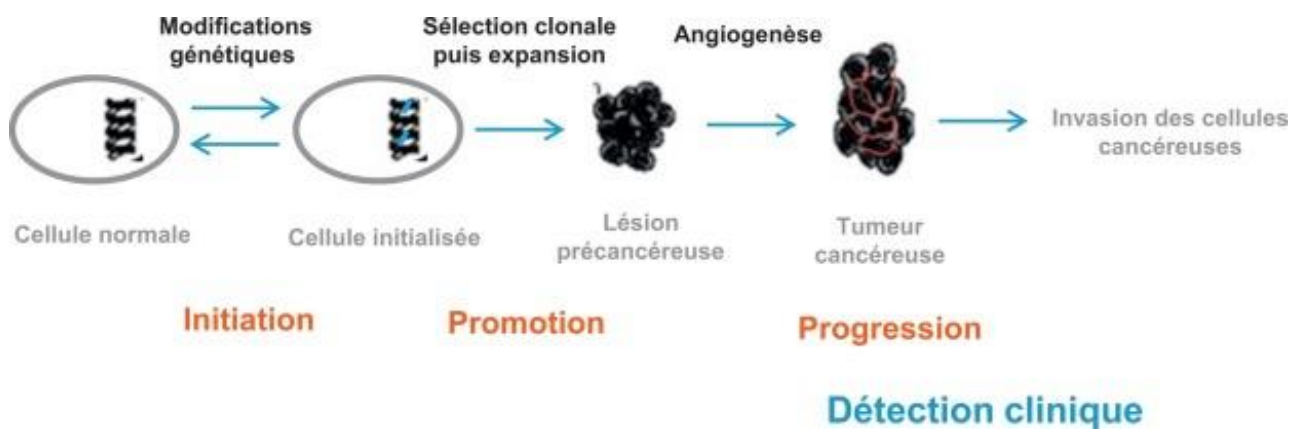 Modifications
génétiques
Sélection clonale
puis expansion
Angiogenèse
Invasion des cellules
cancéreuses
Cellule normale
Cellule initialisée
Lésion
précancéreuse
Tumeur
cancéreuse
Initiation
Promotion
Progression
Détection clinique